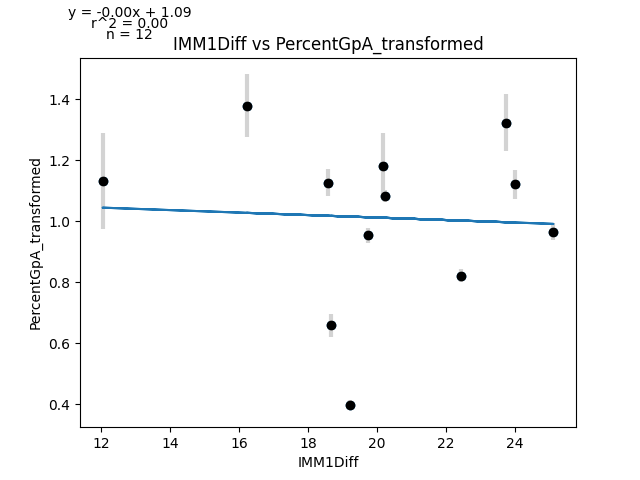 y = -0.00x + 1.09
r^2 = 0.00
n = 12
IMM1Diff vs PercentGpA_transformed
PercentGpA_transformed
1.4
1.2
1.0
0.8
0.6
0.4
12 14 16 18 20 22 24
IMM1Diff